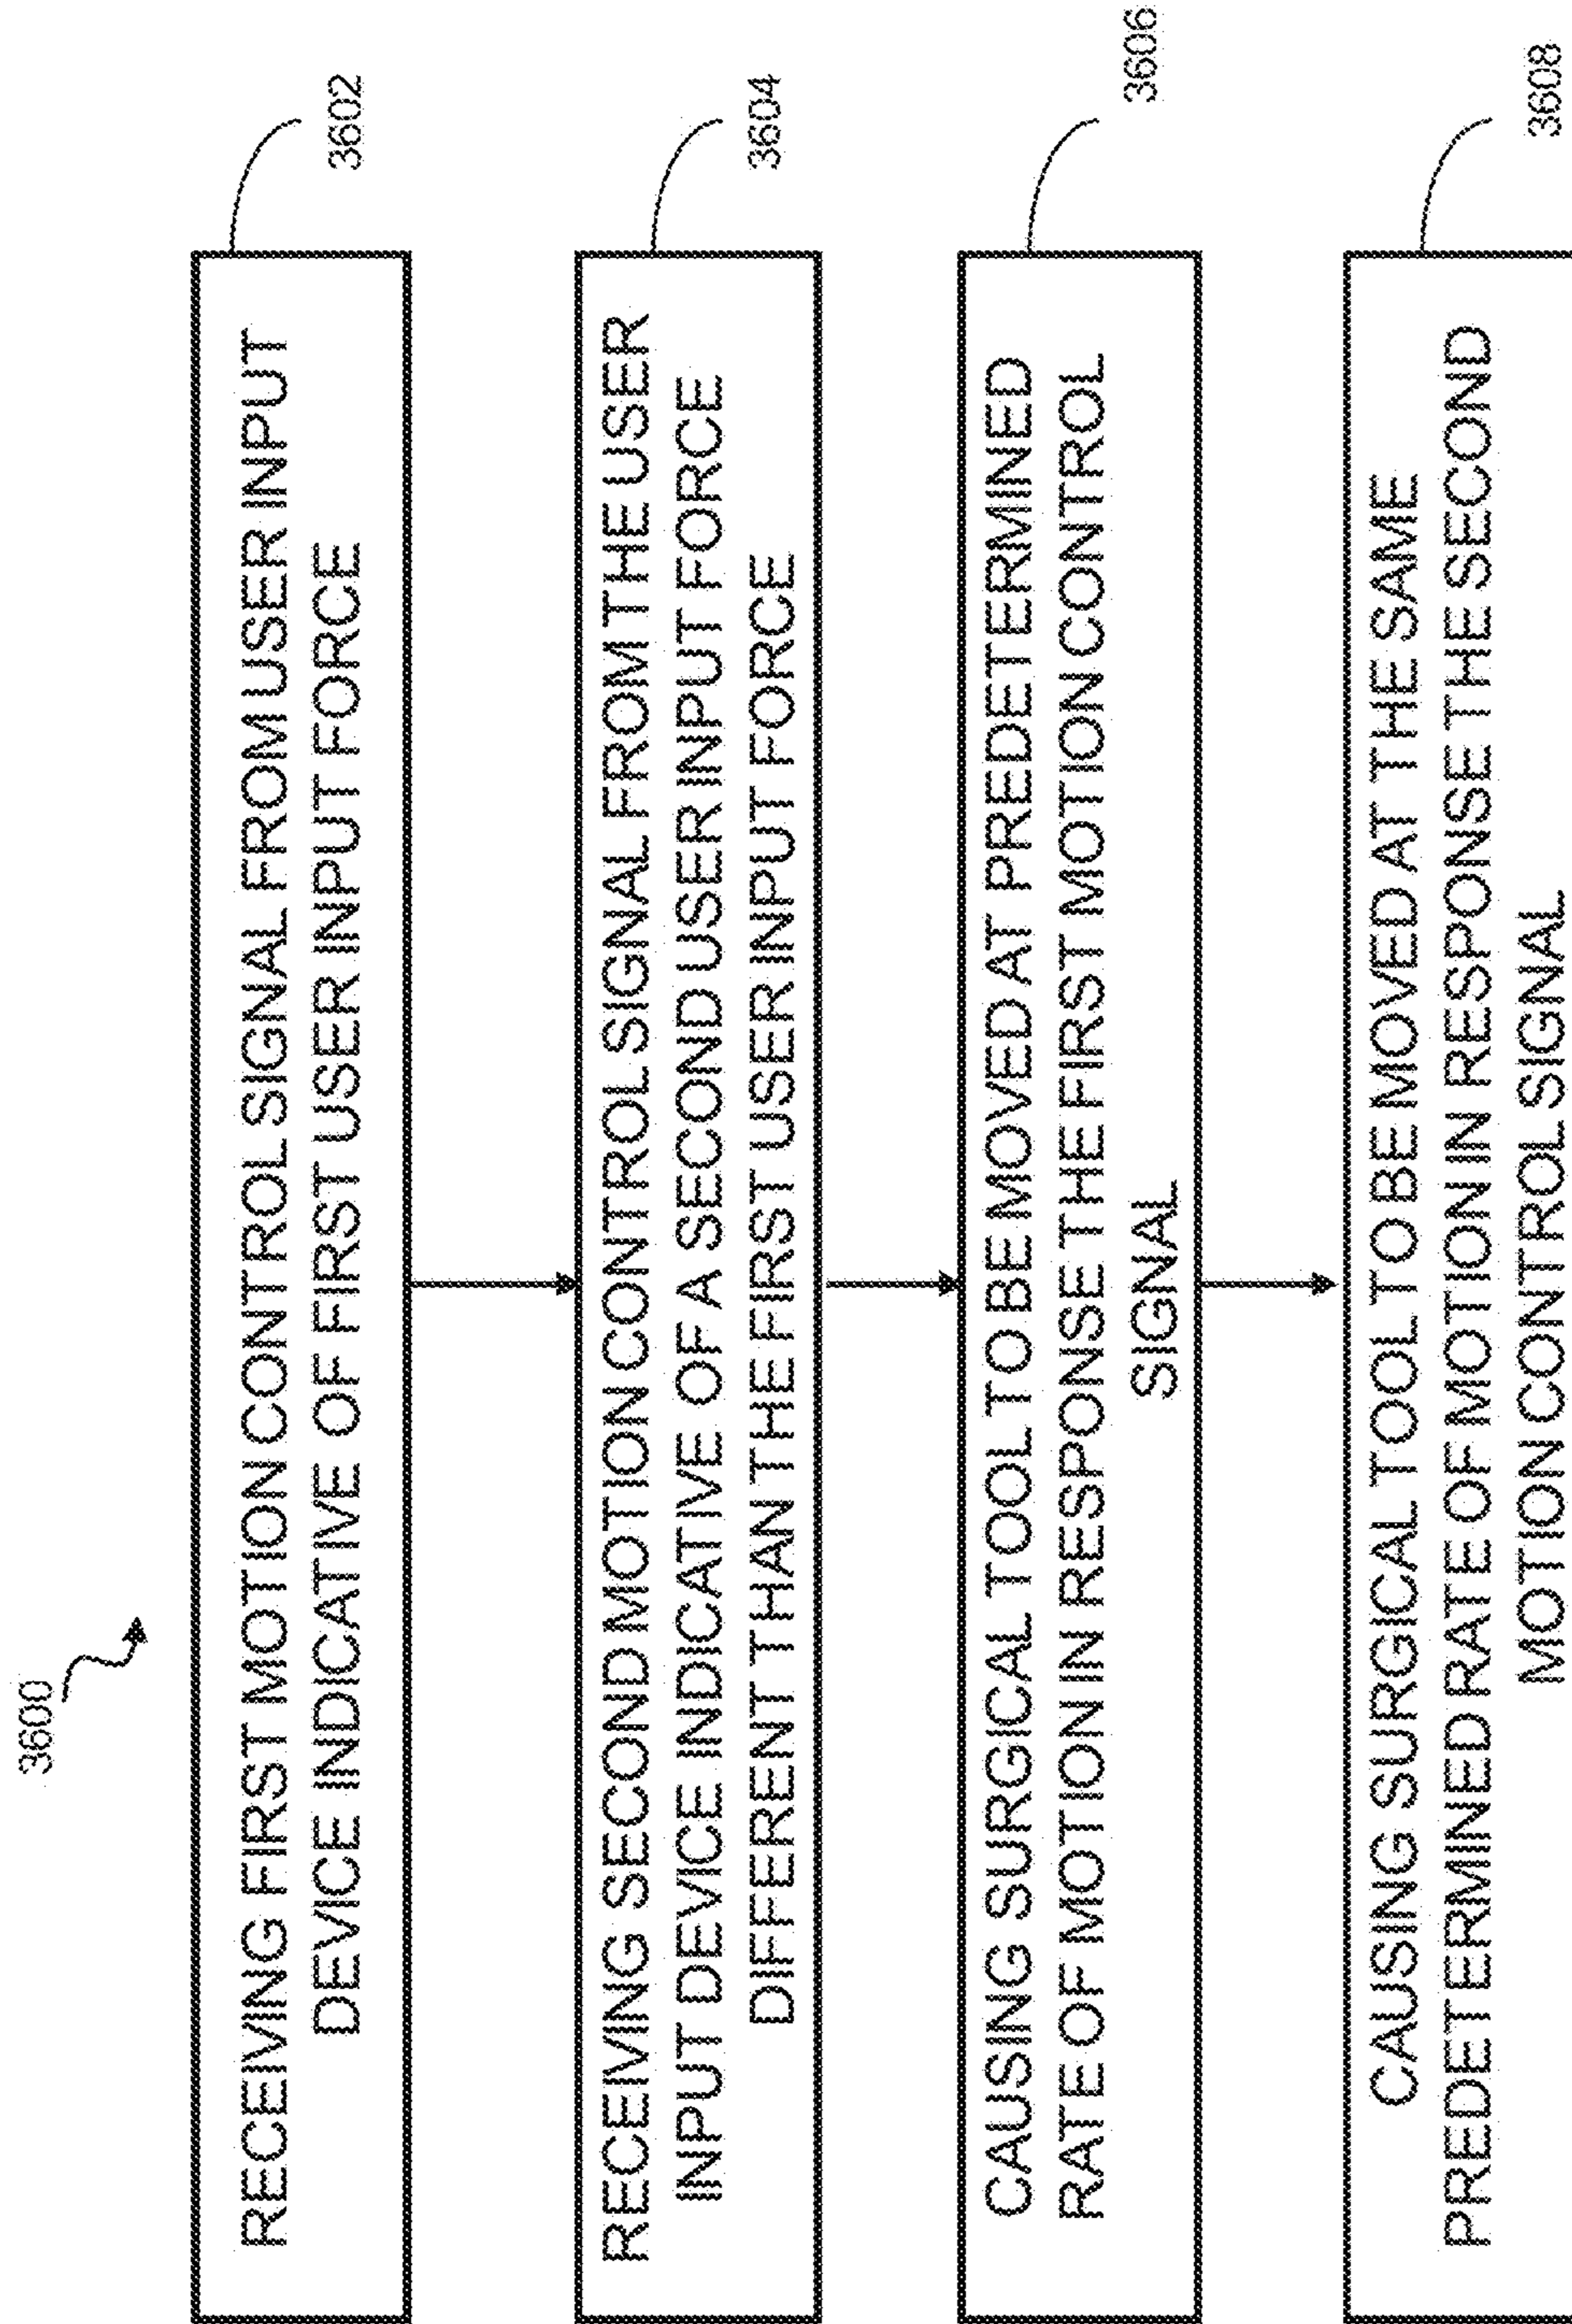 3600
RECEIVING FIRST MOTION CONTROL SIGNAL FROM USER INPUT
DEVICE INDICATIVE OF FIRST USER INPUT FORCE
3602
RECEIVING SECOND MOTION CONTROL SIGNAL FROM THE USER
INPUT DEVICE INDICATIVE OF A SECOND USER INPUT FORCE
DIFFERENT THAN THE FIRST USER INPUT FORCE
3604
CAUSING SURGICAL TOOL TO BE MOVED AT PREDETERMINED
RATE OF MOTION IN RESPONSE THE FIRST MOTION CONTROL
SIGNAL
3606
CAUSING SURGICAL TOOL TO BE MOVED AT THE SAME
PREDETERMINED RATE OF MOTION IN RESPONSE THE SECOND
MOTION CONTROL SIGNAL
3608